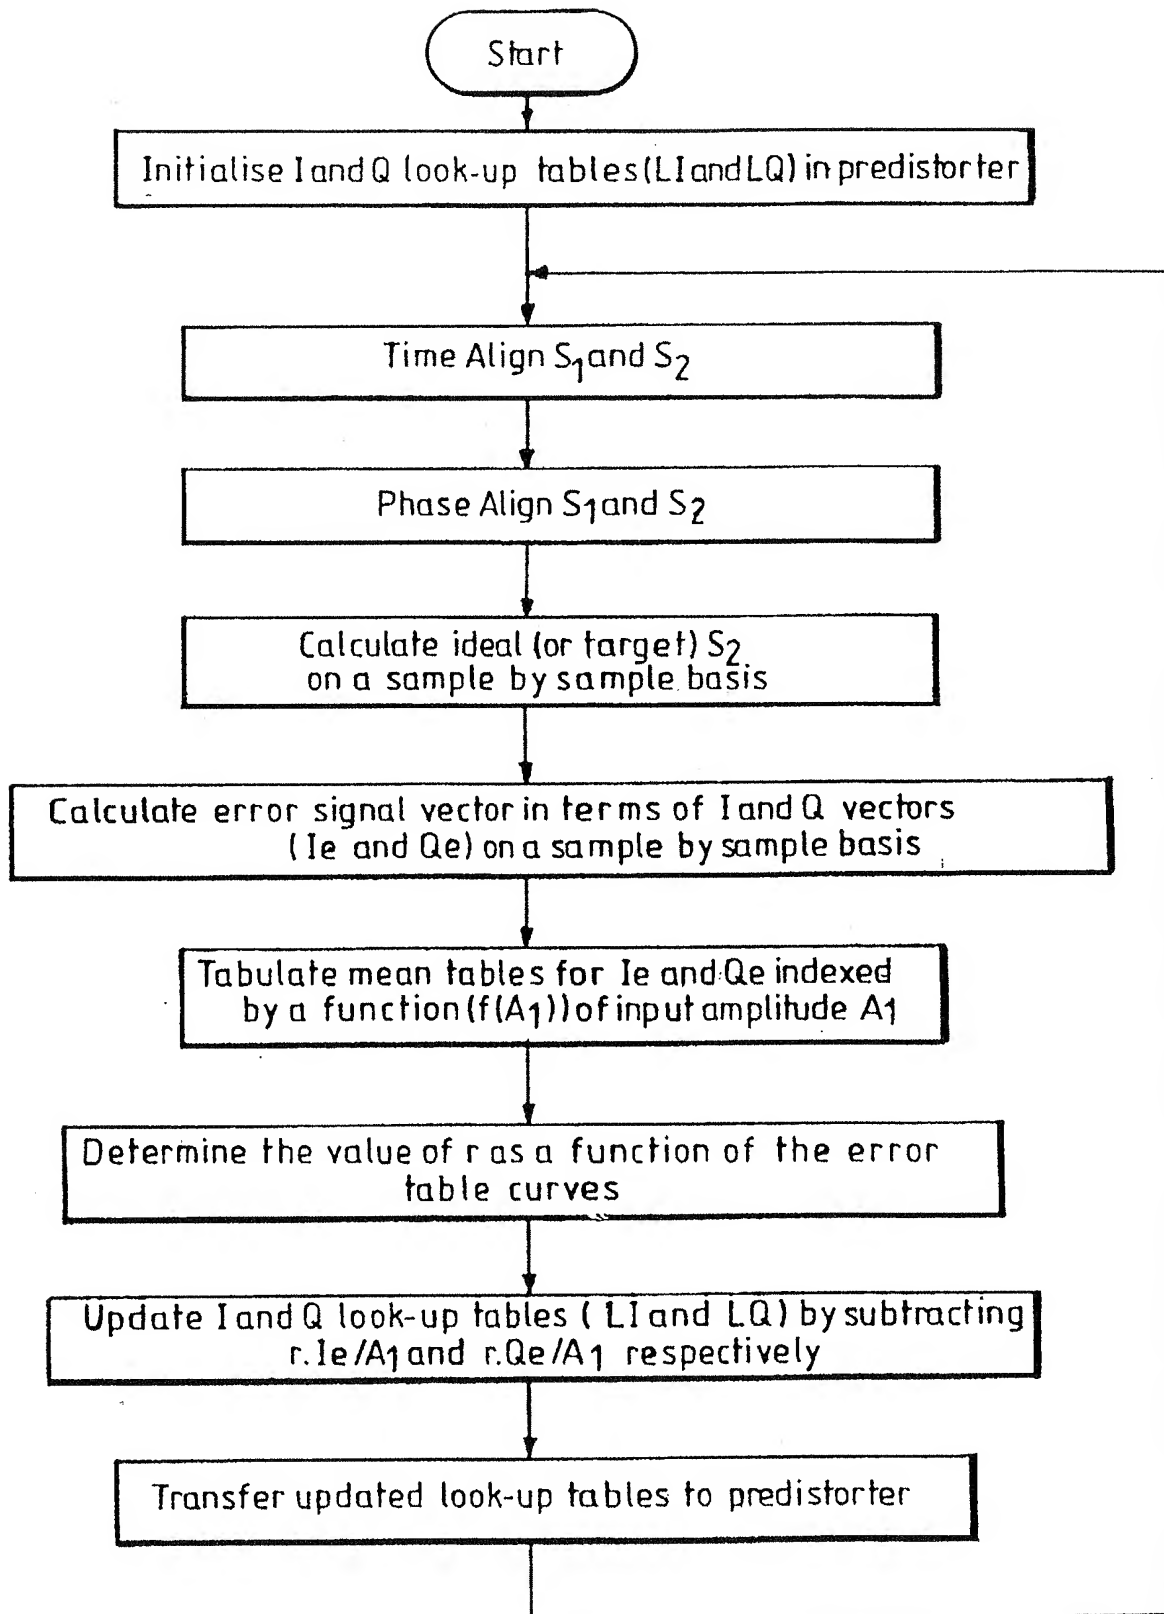 Start
Initialise I and Q look-up tables (LI and LQ) in predistorter
Time Align S1 and S2
Phase Align S1 and S2
Calculate ideal (or target) S2
on a sample by sample basis
Calculate error signal vector in terms of I and Q vectors
(Ie and Qe) on a sample by sample basis
Tabulate mean tables for Ie and Qe indexed
by a function (f(A1)) of input amplitude A1
Determine the value of r as a function of the error
table curves
Update I and Q look-up tables ( LI and LQ) by subtracting
r.Ie/A1 and r.Qe/A1 respectively
Transfer updated look-up tables to predistorter